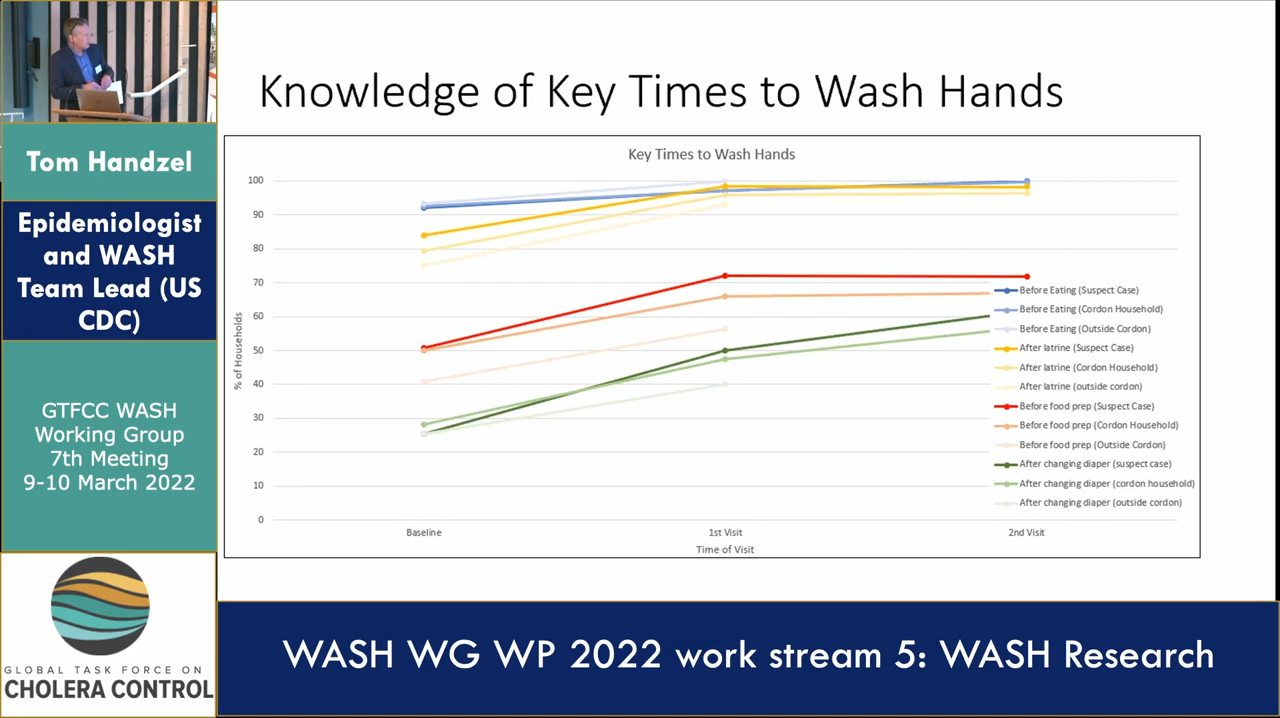 Knowledge of Key Times to Wash Hands
Tom Handzel
Epidemiologist
and WASH
Team Lead (US
CDC)
GTFCC WASH
Working Group
7th Meeting
9-10 March 2022
GLOBAL TASK FORCE ON
CHOLERA CONTROL
Key Times to Wash Hands
% of Households
100
90
80
70
60
50
40
30
20
10
0
Baseline
1st Visit
2nd Visit
Time of Visit
Before Eating (Suspect Case)
Before Eating (Cordon Household)
Before Eating (Outside Cordon)
After latrine (Suspect Case)
After latrine (Cordon Household)
After latrine (outside cordon)
Before food prep (Suspect Case)
Before food prep (Cordon Household)
Before food prep (Outside Cordon)
After changing diaper (suspect case)
After changing diaper (cordon household)
After changing diaper (outside cordon)
WASH WG WP 2022 work stream 5: WASH Research